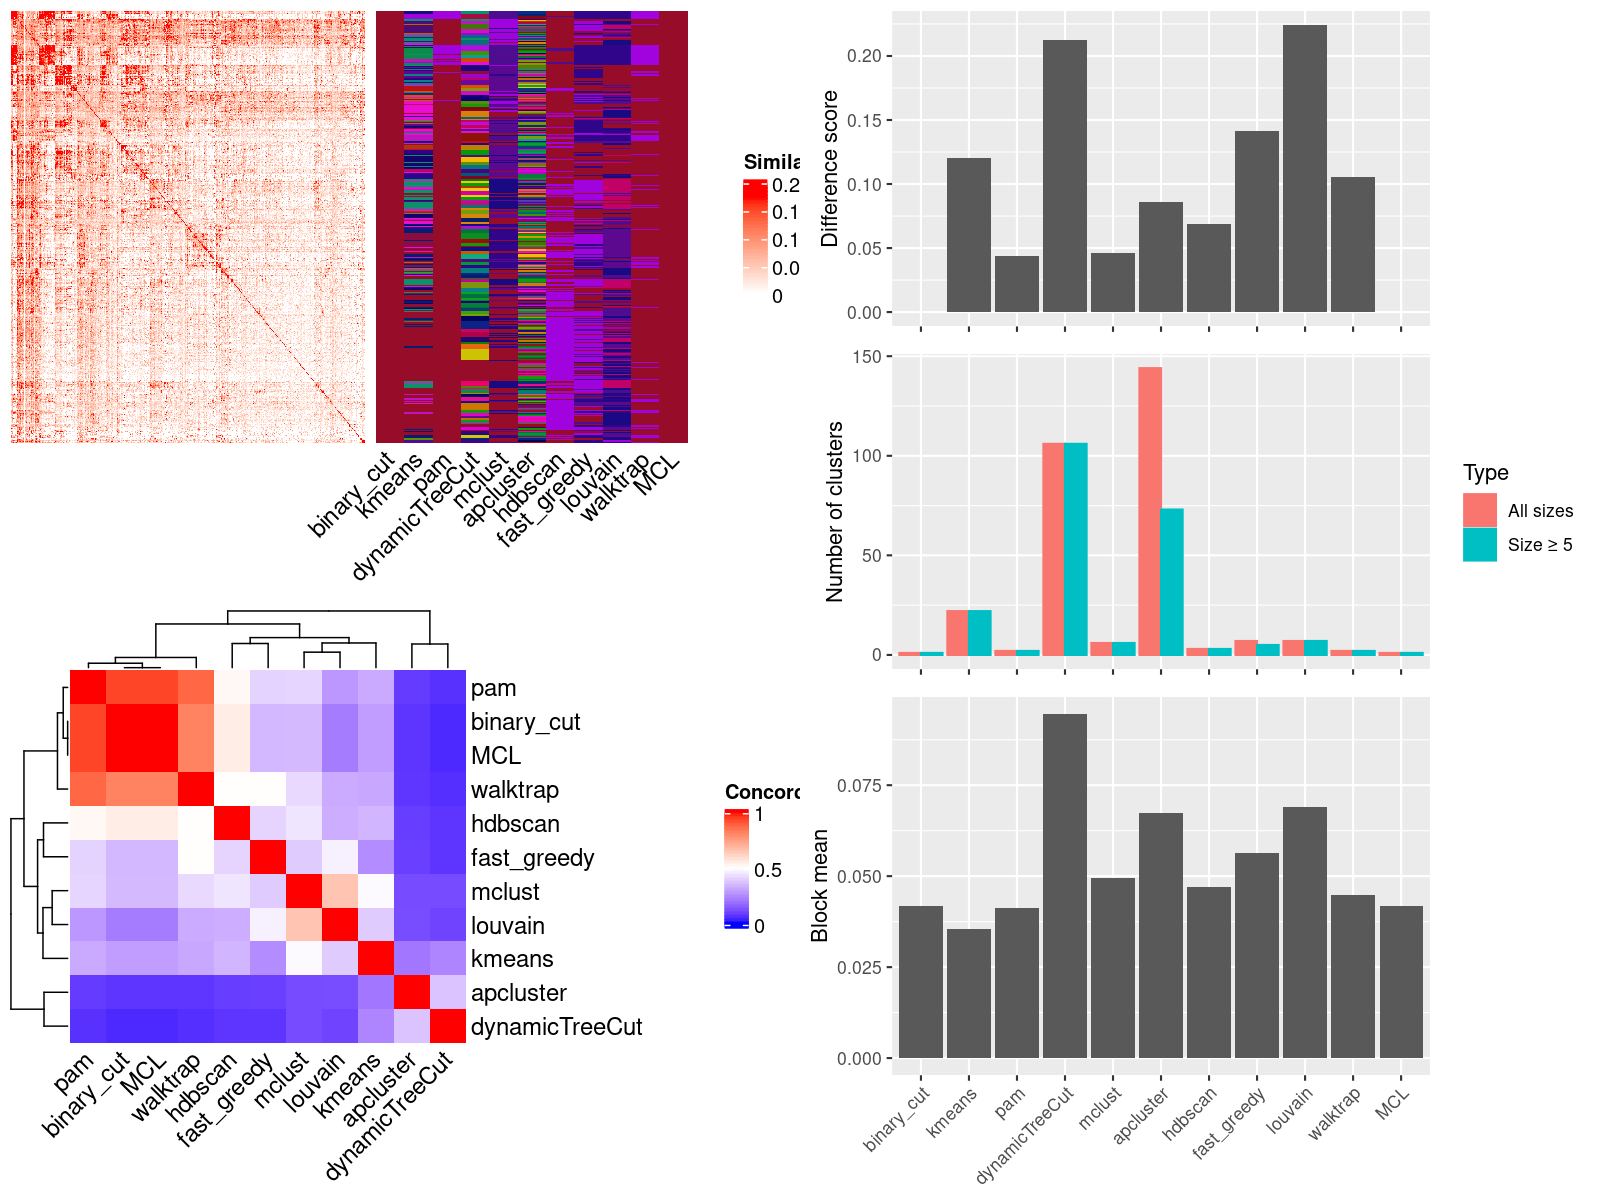 Simila
0.2
0.1
0.1
0.0
0
binary_cut
kmeans
pam
dynamicTreeCut
mclust
apcluster
hdbscan
fast_greedy
louvain
walktrap
MCL
pam
binary_cut
MCL
walktrap
hdbscan
fast_greedy
mclust
louvain
kmeans
apcluster
dynamicTreeCut
pam
binary_cut
MCL
walktrap
hdbscan
fast_greedy
mclust
louvain
kmeans
apcluster
dynamicTreeCut
Concord
1
0.5
0
Difference score
0.20
0.15
0.10
0.05
0.00
Number of clusters
150
100
50
0
Type
All sizes
Size ≥ 5
Block mean
0.075
0.050
0.025
0.000
binary_cut
kmeans
pam
dynamicTreeCut
mclust
apcluster
hdbscan
fast_greedy
louvain
walktrap
MCL